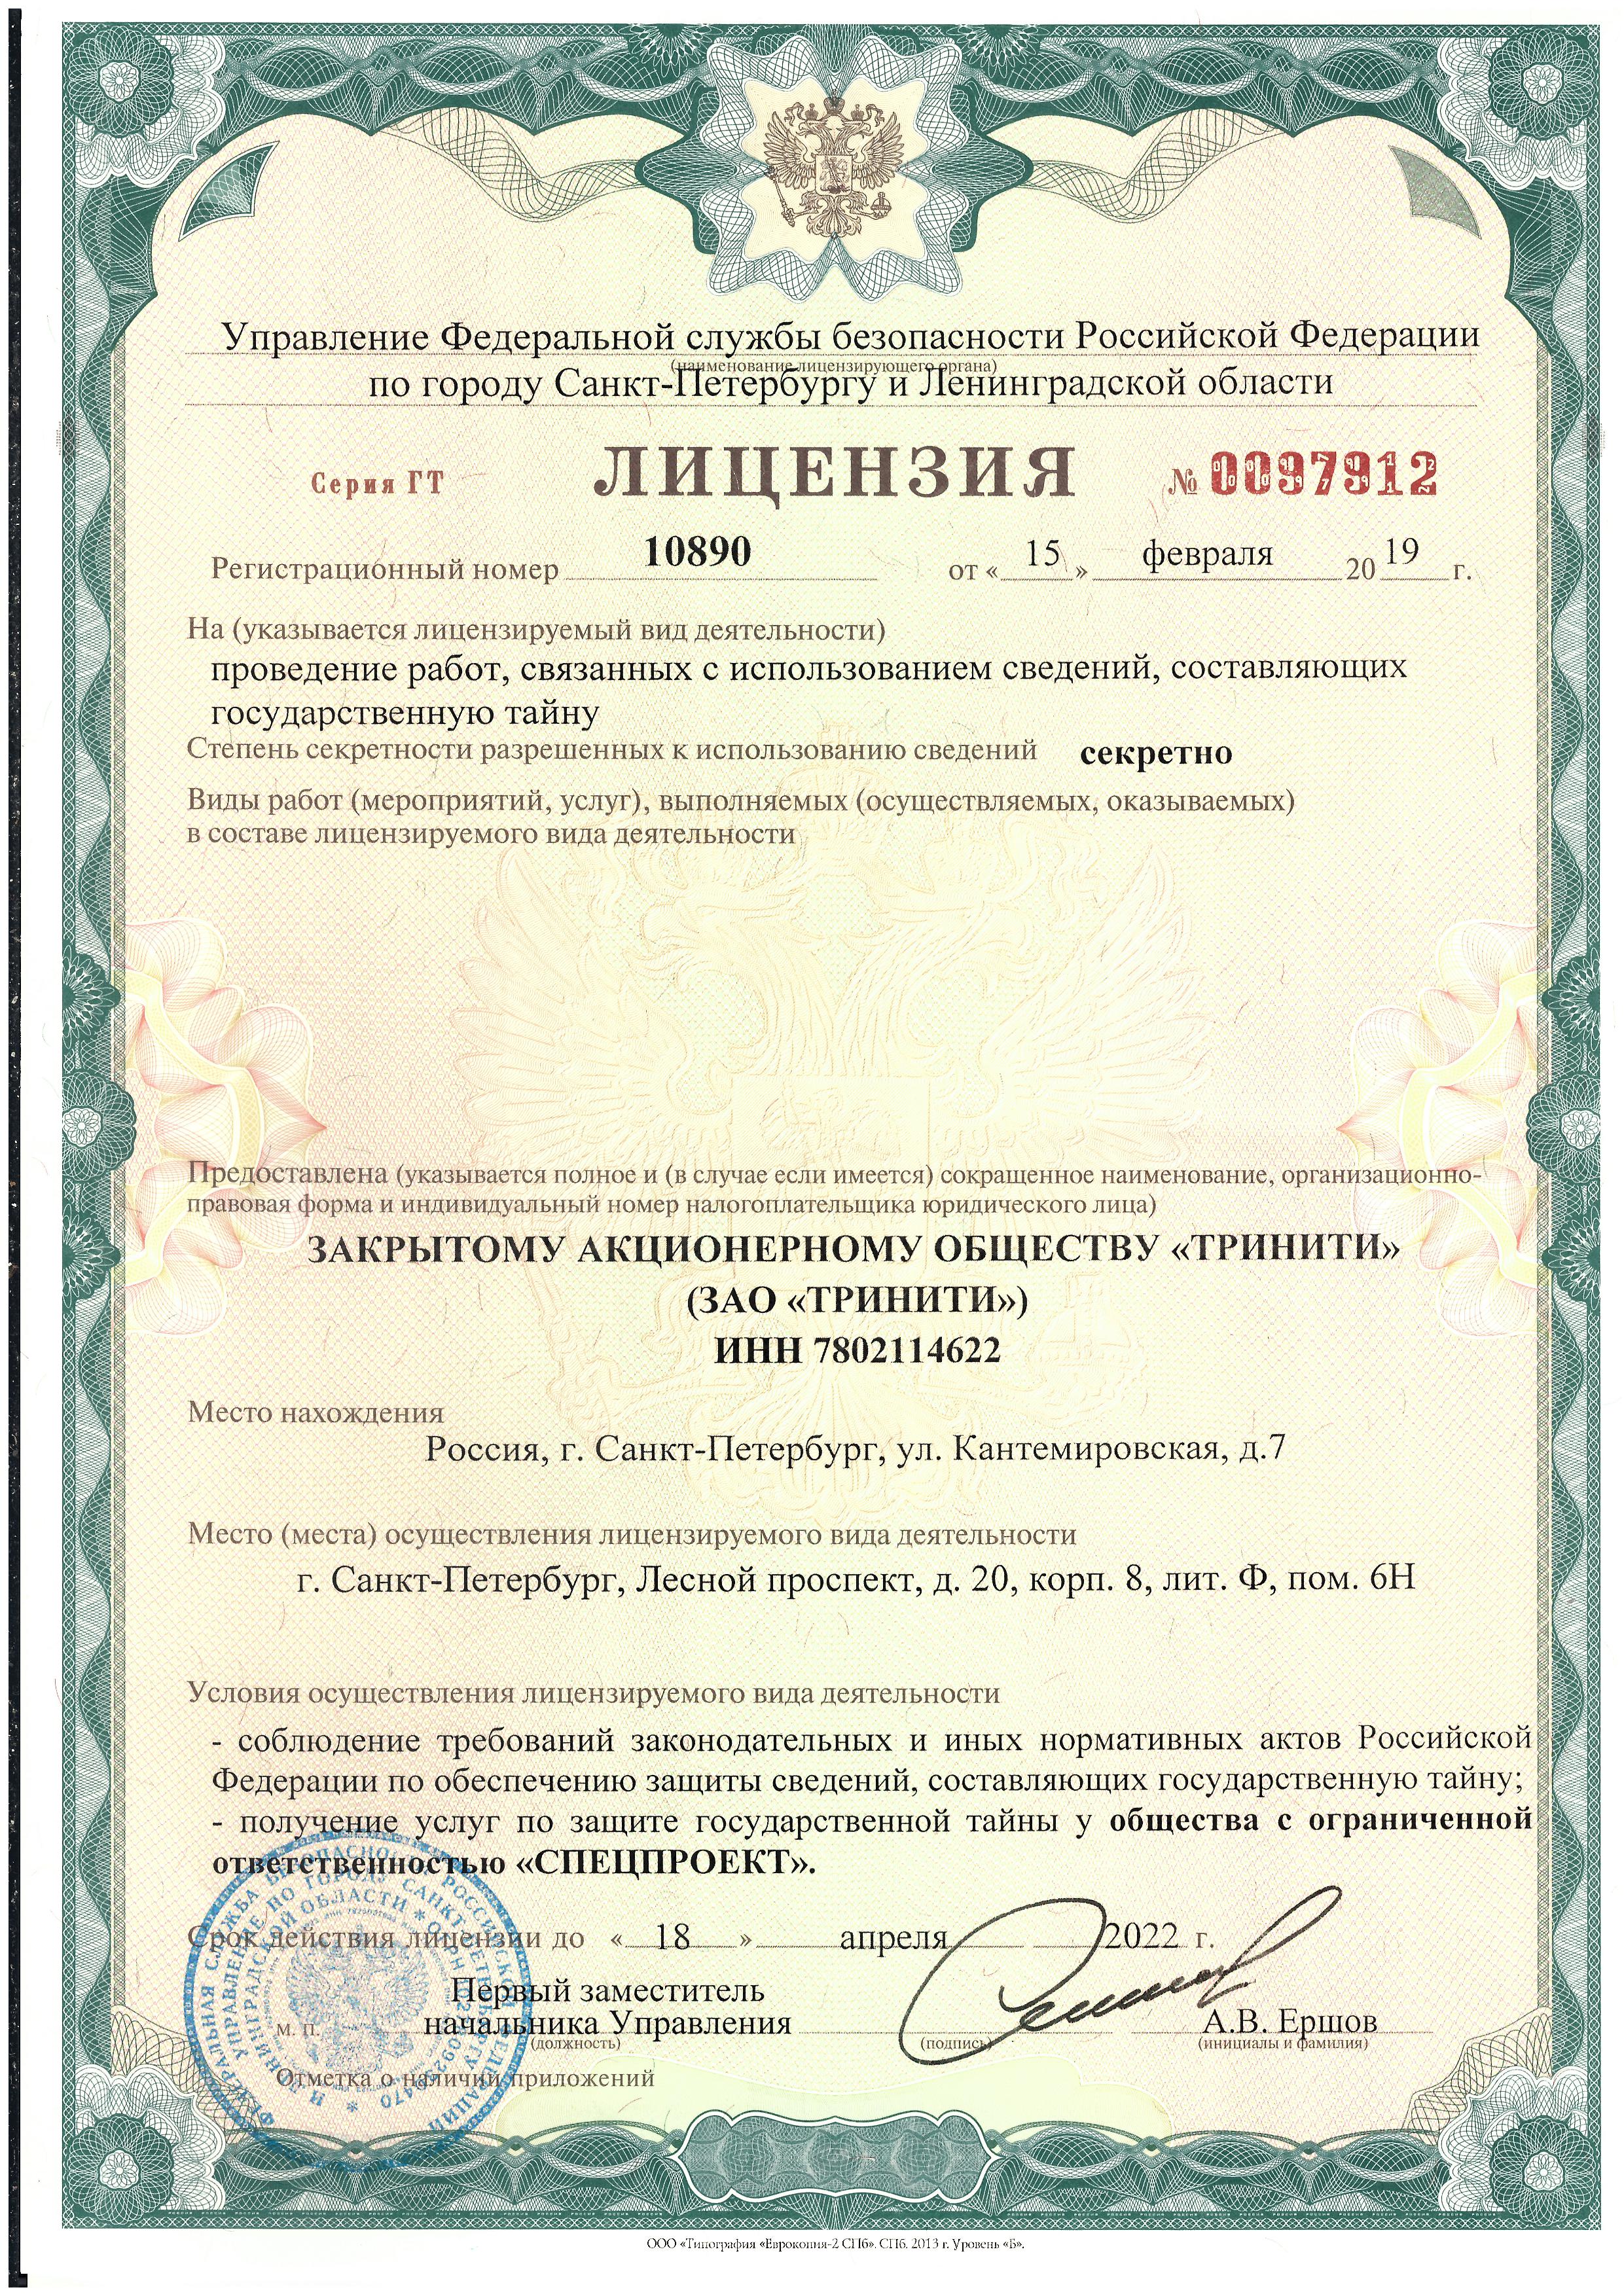 Управление Федеральной службы безопасности Российской Федерации
(наименование лицензирующего органа)
по городу Санкт-Петербургу и Ленинградской области
Серия ГТ ЛИЦЕНЗИЯ № 0097912
Регистрационный номер 10890 от « 15 » февраля 20 19 г.
На (указывается лицензируемый вид деятельности)
проведение работ, связанных с использованием сведений, составляющих
государственную тайну
Степень секретности разрешенных к использованию сведений секретно
Виды работ (мероприятий, услуг), выполняемых (осуществляемых, оказываемых)
в составе лицензируемого вида деятельности
Предоставлена (указывается полное и (в случае если имеется) сокращенное наименование, организационно-
правовая форма и индивидуальный номер налогоплательщика юридического лица)
ЗАКРЫТОМУ АКЦИОНЕРНОМУ ОБЩЕСТВУ «ТРИНИТИ»
(ЗАО «ТРИНИТИ»)
ИНН 7802114622
Место нахождения
Россия, г. Санкт-Петербург, ул. Кантемировская, д.7
Место (места) осуществления лицензируемого вида деятельности
г. Санкт-Петербург, Лесной проспект, д. 20, корп. 8, лит. Ф, пом. 6Н
Условия осуществления лицензируемого вида деятельности
- соблюдение требований законодательных и иных нормативных актов Российской
Федерации по обеспечению защиты сведений, составляющих государственную тайну;
- получение услуг по защите государственной тайны у общества с ограниченной
ответственностью «СПЕЦПРОЕКТ».
Срок действия лицензии до « 18 » апреля 2022 г.
Первый заместитель
м. п. начальника Управления А.В. Ершов
(должность) (подпись) (инициалы и фамилия)
Отметка о наличии приложений
ФЕДЕРАЛЬНАЯ СЛУЖБА БЕЗОПАСНОСТИ РОССИЙСКОЙ ФЕДЕРАЦИИ
УПРАВЛЕНИЕ ПО ГОРОДУ САНКТ-ПЕТЕРБУРГУ
И ЛЕНИНГРАДСКОЙ ОБЛАСТИ * ОГРН
ООО «Типография «Еврокопия-2 СПб». СПб. 2013 г. Уровень «Б».